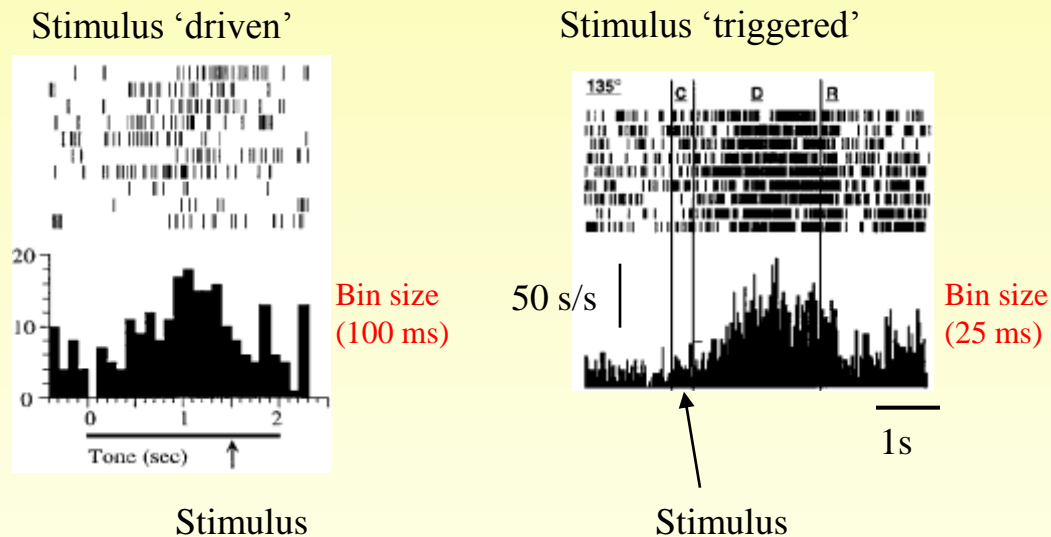 Stimulus ‘driven’
Stimulus ‘triggered’
135°
C
D
R
20
10
0
Bin size
(100 ms)
50 s/s
Bin size
(25 ms)
0
1
2
Tone (sec)
1s
Stimulus
Stimulus